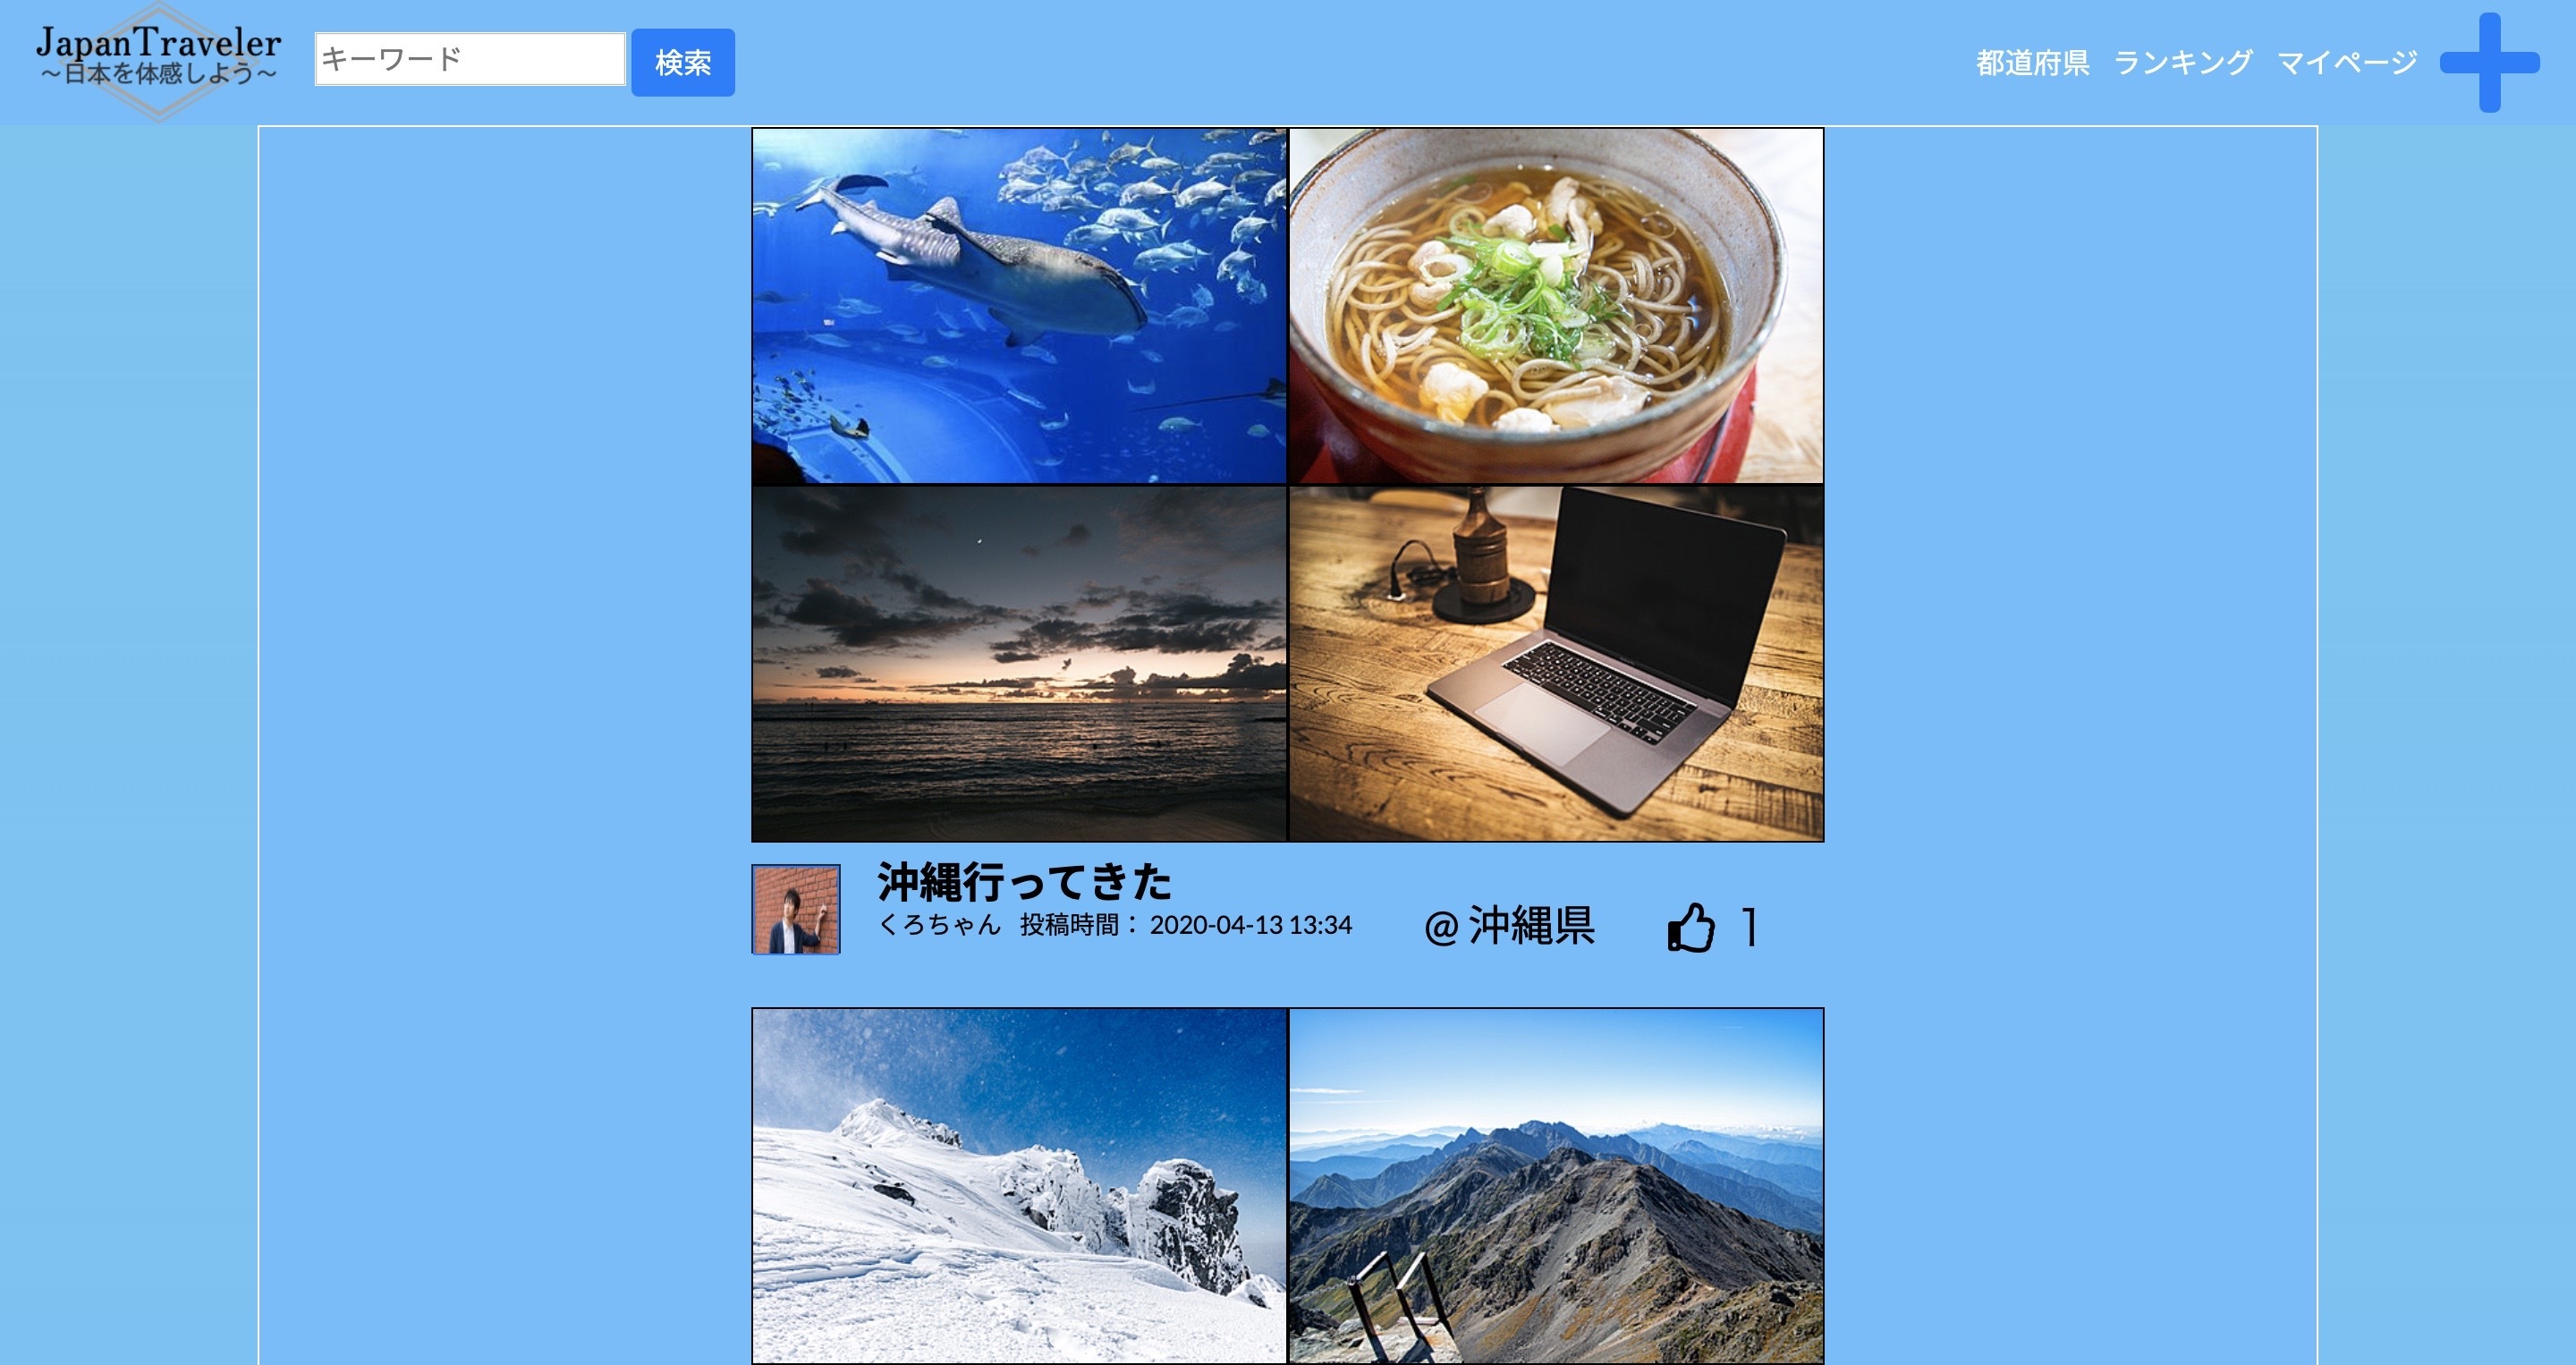 JapanTraveler
～日本を体感しよう～
キーワード
検索
都道府県 ランキング マイページ
沖縄行ってきた
くろちゃん 投稿時間： 2020-04-13 13:34
@ 沖縄県
1